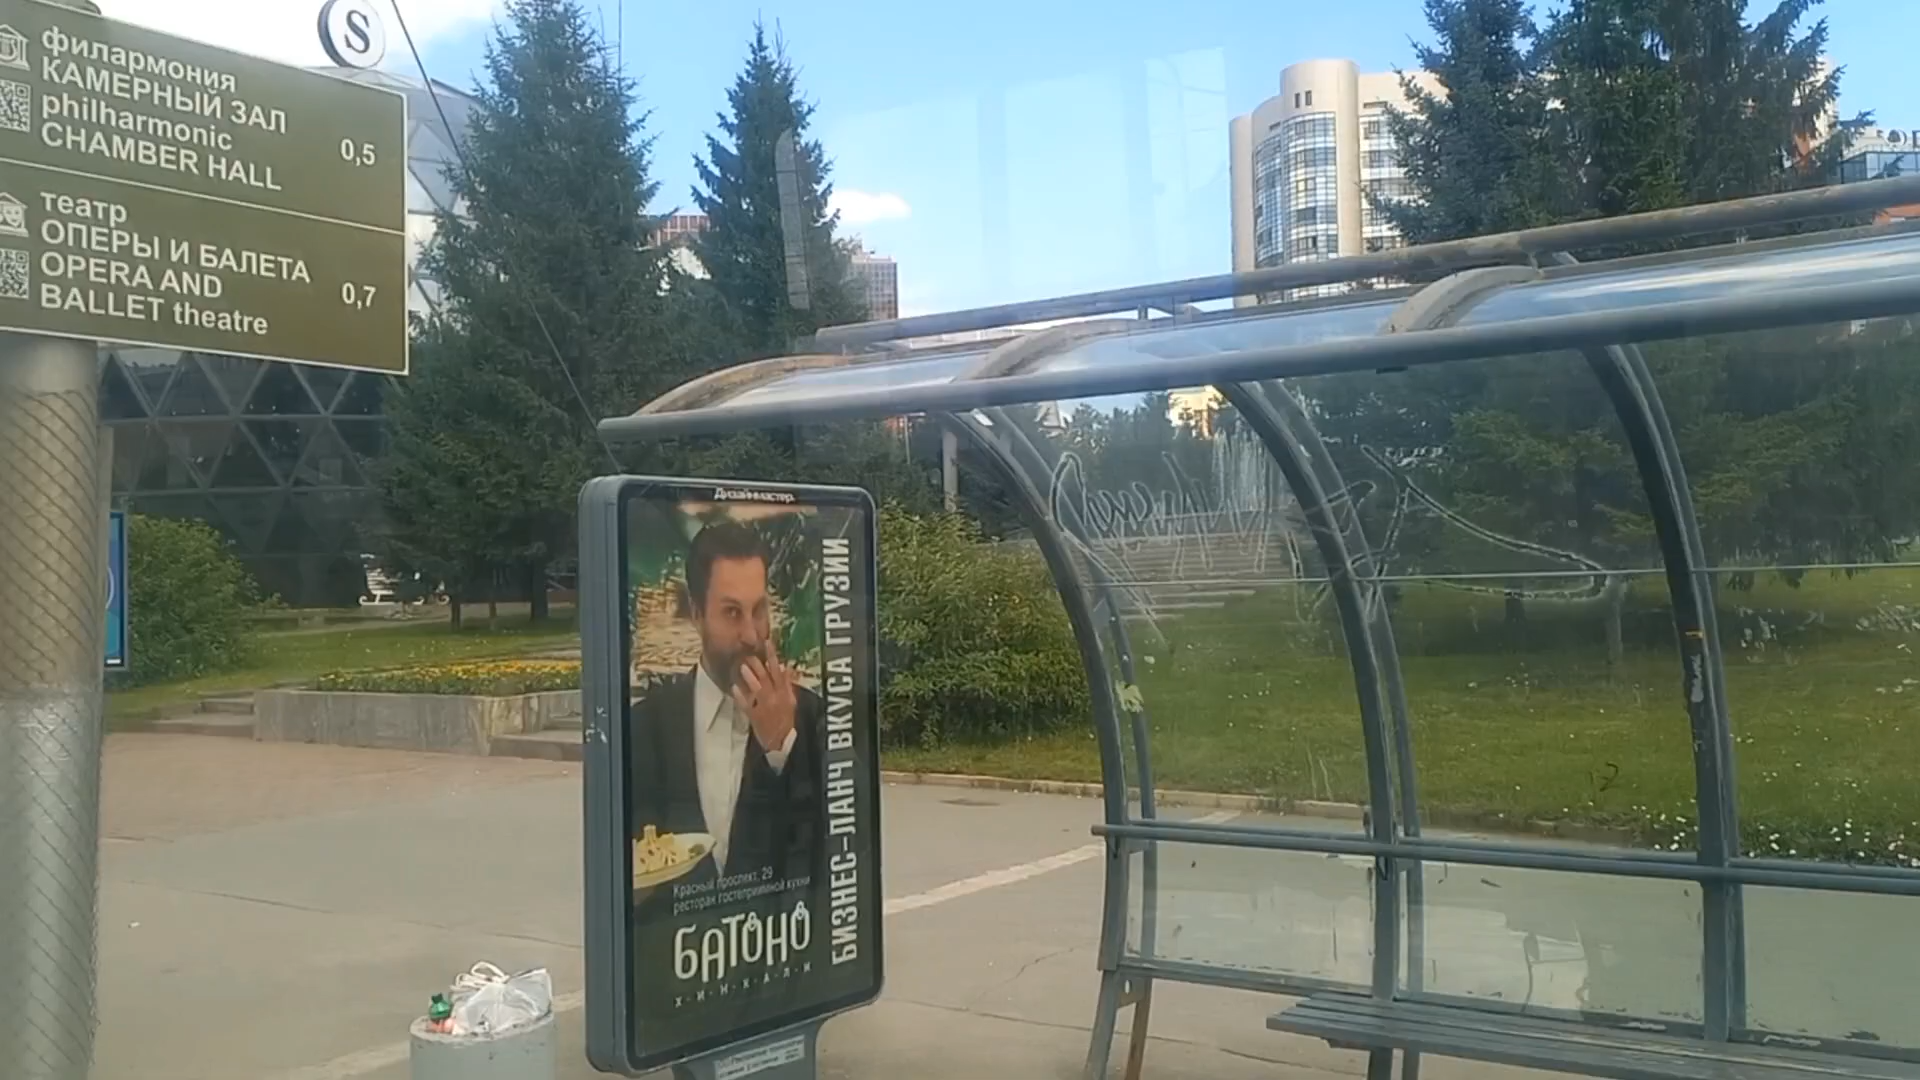 S
филармония
КАМЕРНЫЙ ЗАЛ
philharmonic
CHAMBER HALL
0,5
театр
ОПЕРЫ И БАЛЕТА
OPERA AND
BALLET theatre
0,7
Дизайнмастер
БИЗНЕС-ЛАНЧ ВКУСА ГРУЗИИ
Красный проспект, 29
ресторан гостеприимной кухни
БАТОНО
Х·И·Н·К·А·Л·И